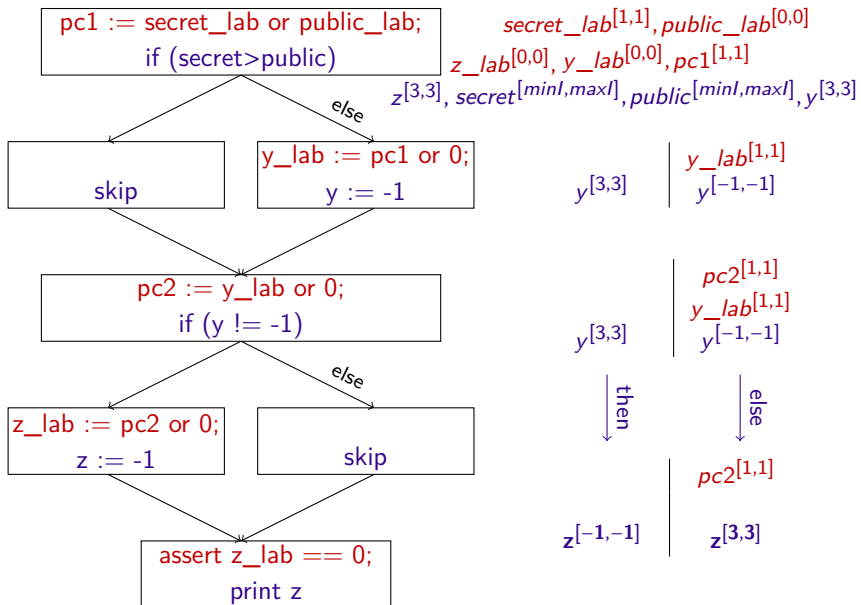 pc1 := secret_lab or public_lab;
if (secret>public)
secret_lab[1,1], public_lab[0,0]
z_lab[0,0], y_lab[0,0], pc1[1,1]
z[3,3], secret[minI,maxI], public[minI,maxI], y[3,3]
else
skip
y_lab := pc1 or 0;
y := -1
y_lab[1,1]
y[3,3] y[-1,-1]
pc2 := y_lab or 0;
if (y != -1)
pc2[1,1]
y_lab[1,1]
y[3,3] y[-1,-1]
else
then
else
z_lab := pc2 or 0;
z := -1
skip
pc2[1,1]
z[-1,-1] z[3,3]
assert z_lab == 0;
print z